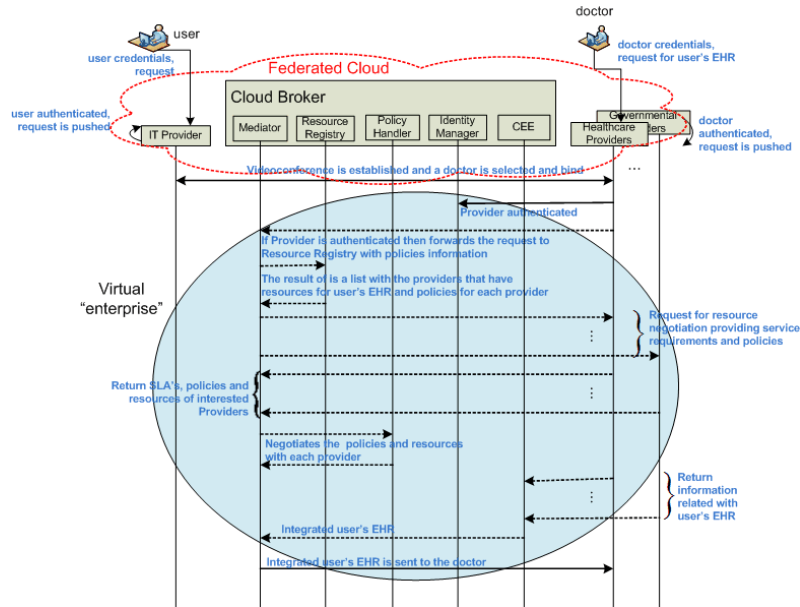 doctor
user
user credentials,
request
doctor credentials,
request for user's EHR
Federated Cloud
Cloud Broker
user authenticated,
request is pushed
IT Provider
Mediator
Resource
Registry
Policy
Handler
Identity
Manager
CEE
Governmental
Healthcare
Providers
doctor
authenticated,
request is pushed
Videoconference is established and a doctor is selected and bind
...
Provider authenticated
If Provider is authenticated then forwards the request to
Resource Registry with policies information
Virtual
"enterprise"
The result of is a list with the providers that have
resources for user's EHR and policies for each provider
Request for resource
negotiation providing service
requirements and policies
Return SLA's, policies and
resources of interested
Providers
Negotiates the policies and resources
with each provider
Return
information
related with
user's EHR
Integrated user's EHR
Integrated user's EHR is sent to the doctor